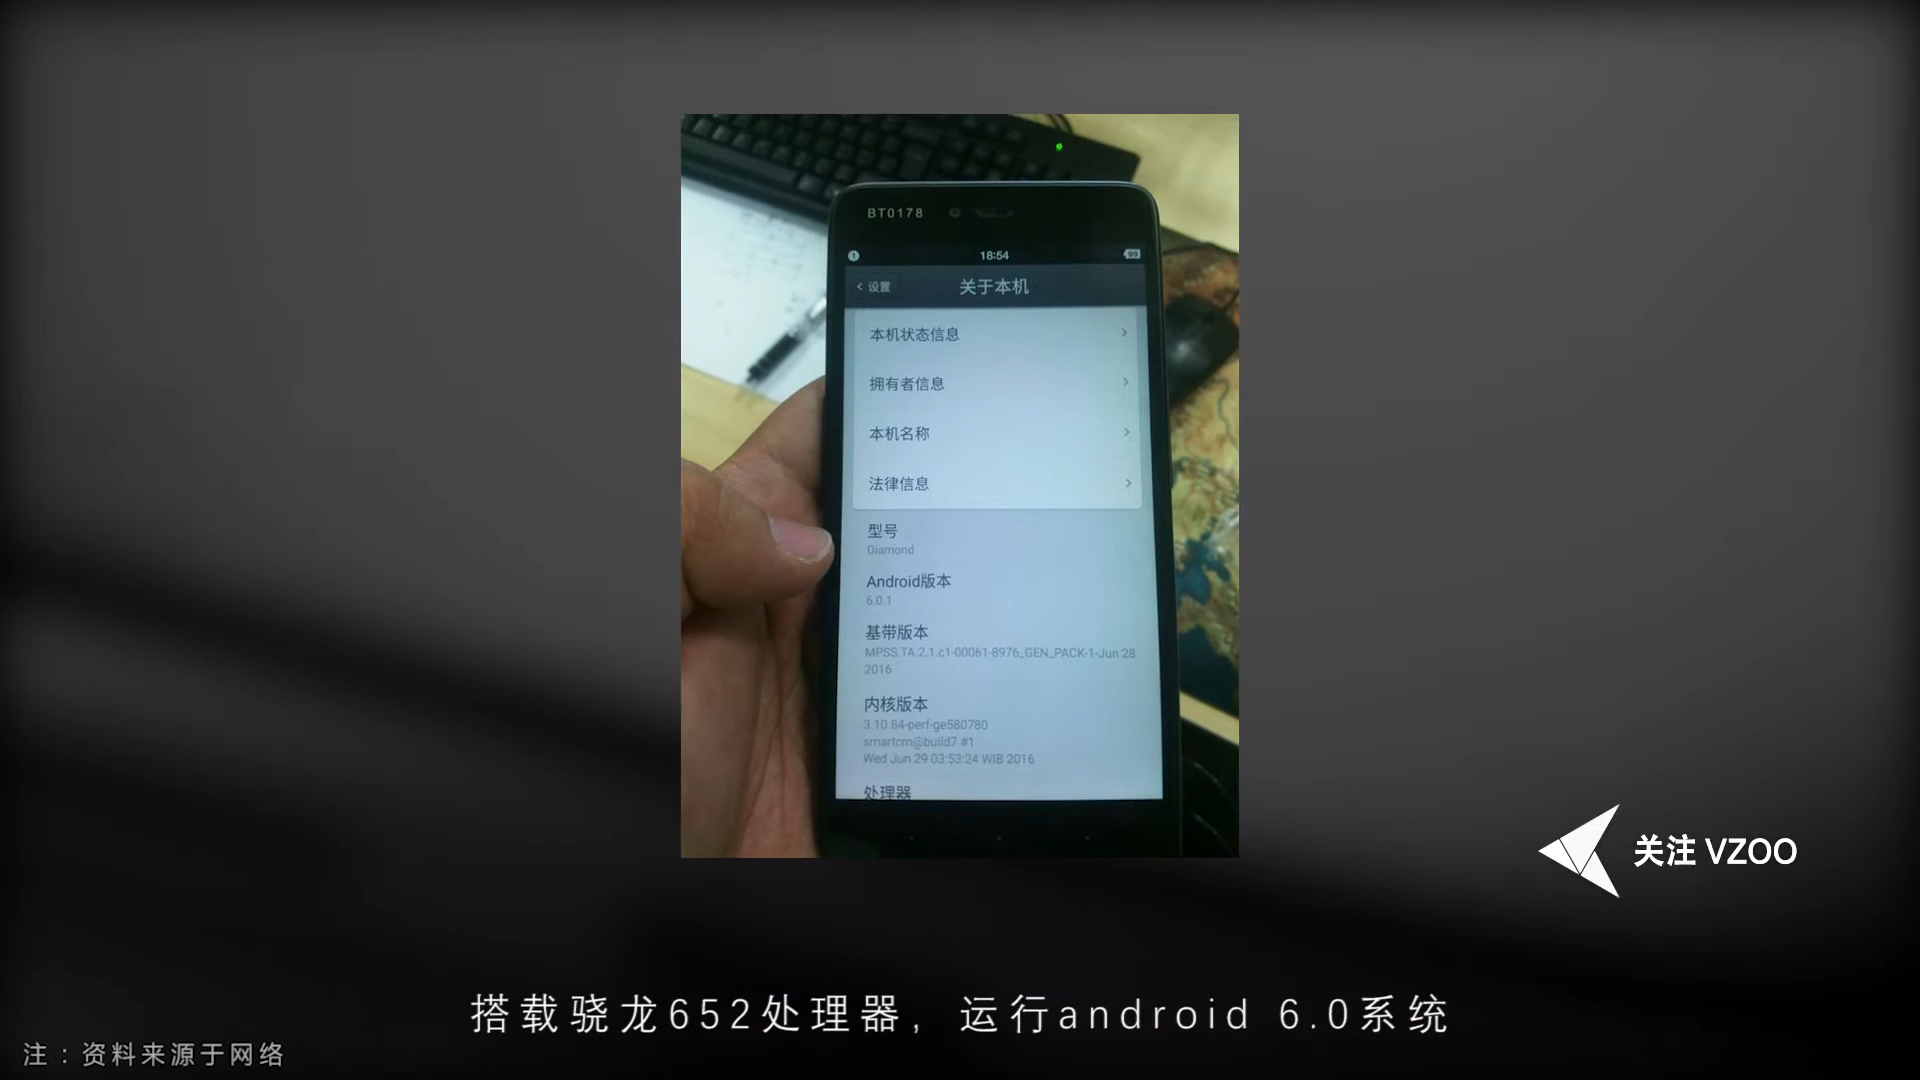 BT0178
18:54
99
设置
关于本机
本机状态信息
拥有者信息
本机名称
法律信息
型号
Diamond
Android版本
6.0.1
基带版本
MPSS.TA.2.1.c1-00061-8976_GEN_PACK-1-Jun 28
2016
内核版本
3.10.84-perf-ge580780
smartcm@build7 #1
Wed Jun 29 03:53:24 WIB 2016
处理器
关注 VZOO
搭载骁龙652处理器，运行android 6.0系统
注：资料来源于网络